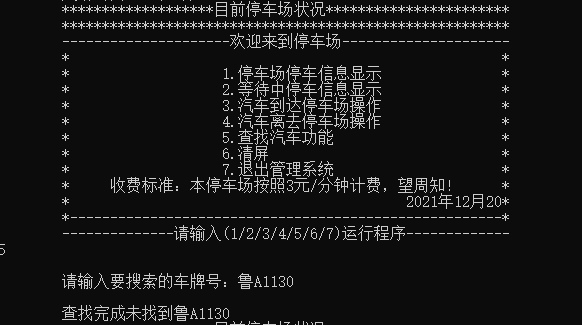 *******************目前停车场状况***********************
********************************************************
---------------------欢迎来到停车场---------------------
* *
* 1.停车场停车信息显示 *
* 2.等待中停车信息显示 *
* 3.汽车到达停车场操作 *
* 4.汽车离去停车场操作 *
* 5.查找汽车功能 *
* 6.清屏 *
* 7.退出管理系统 *
* 收费标准：本停车场按照3元/分钟计费，望周知！ *
* 2021年12月20*
*------------------------------------------------------*
--------------请输入(1/2/3/4/5/6/7)运行程序-------------
5
请输入要搜索的车牌号：鲁A1130
查找完成未找到鲁A1130
目前停车场状况